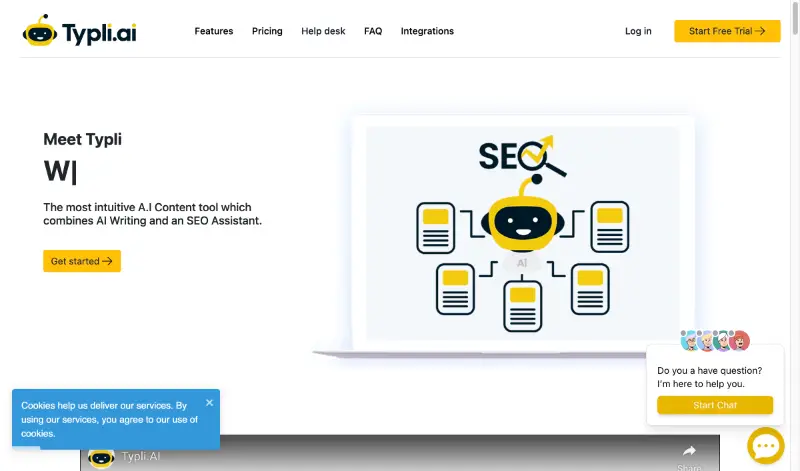 Typli.ai
Features
Pricing
Help desk
FAQ
Integrations
Log in
Start Free Trial
Meet Typli
W|
The most intuitive A.I Content tool which
combines AI Writing and an SEO Assistant.
Get started
SEO
AI
Do you a have question?
I'm here to help you.
Start Chat
Cookies help us deliver our services. By
using our services, you agree to our use of
cookies.
Typli.AI
Share